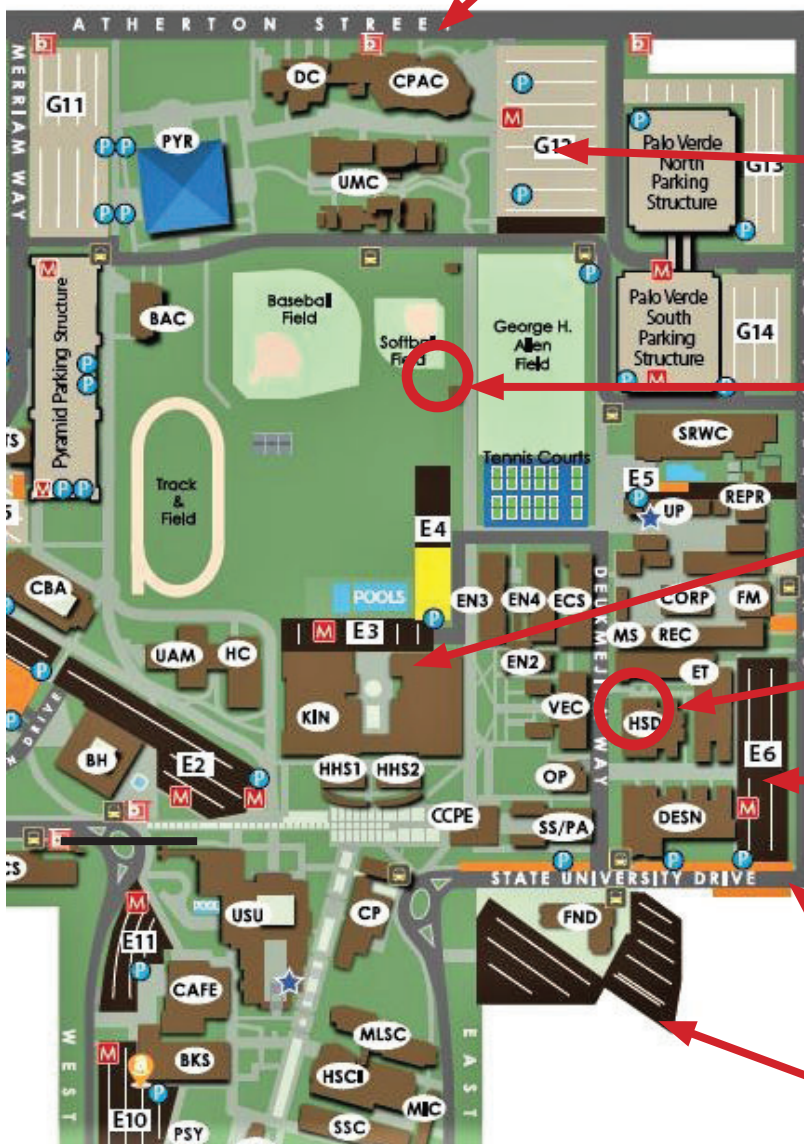 ATHERTON STREET
MERRIAM WAY
G11
DC
CPAC
PYR
UMC
M
G12
P
P
Palo Verde
North
Parking
Structure
G13
P
P
P P
P P
M
Pyramid Parking Structure
P
P
M P P
BAC
Baseball
Field
Softball
Field
George H.
Allen
Field
P
M
Palo Verde
South
Parking
Structure
P M P
G14
Track
&
Field
Tennis Courts
SRWC
E5
P
UP
REPR
E4
P
POOLS
CBA
UAM
HC
M E3
KIN
EN3
EN4
ECS
EN2
VEC
OP
DEUKMEJIAN WAY
CORP
FM
MS
REC
ET
HSD
E6
M
DESN
P
P
BH
E2
M
M
P
P
P
N DRIVE
HHS1
HHS2
CCPE
SS/PA
P P P
STATE UNIVERSITY DRIVE
FND
CS
M
E11
P
POOL
USU
CP
CAFE
WEST
EAST
M
BKS
E10
P
PSY
MLSC
HSCI
MIC
SSC